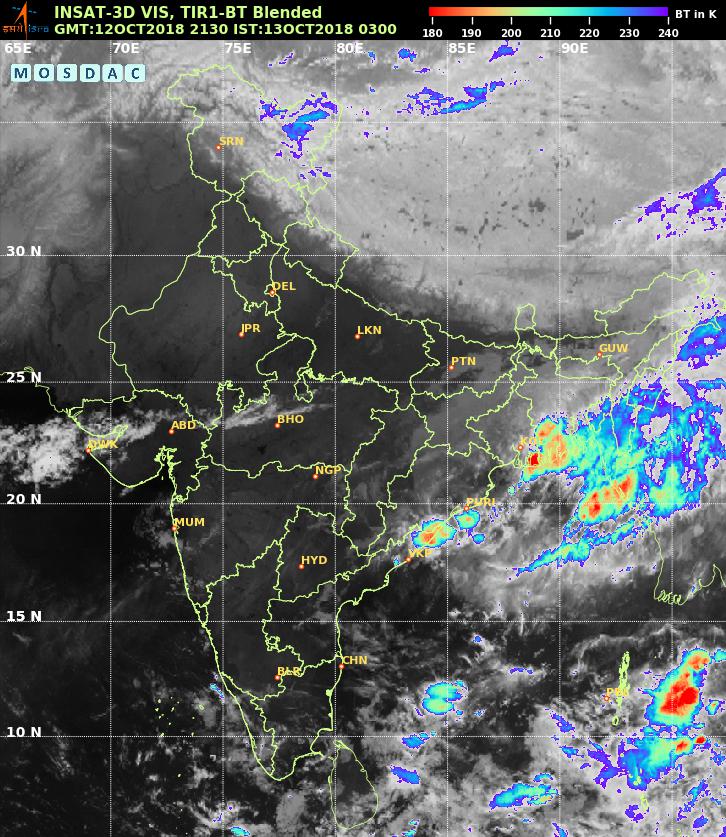 INSAT-3D VIS, TIR1-BT Blended
GMT:12OCT2018 2130 IST:13OCT2018 0300
BT in K
180 190 200 210 220 230 240
65E 70E 75E 80E 85E 90E
M O S D A C
SRN
30 N
DEL
JPR LKN
GUW
PTN
25 N
BHO
ABD
DWK
NGP
20 N
PURI
MUM
VKP
HYD
15 N
CHN
BLR
10 N